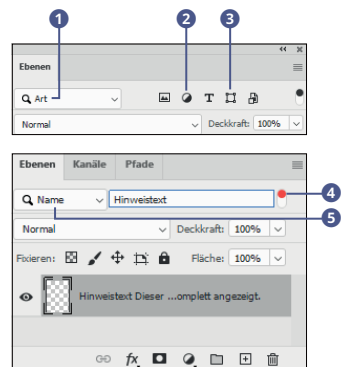 1 2 3
Ebenen
Art T
Normal Deckkraft: 100%
Ebenen Kanäle Pfade
4
Name Hinweistext
5
Normal Deckkraft: 100%
Fixieren: Fläche: 100%
Hinweistext Dieser ...omplett angezeigt.
fx